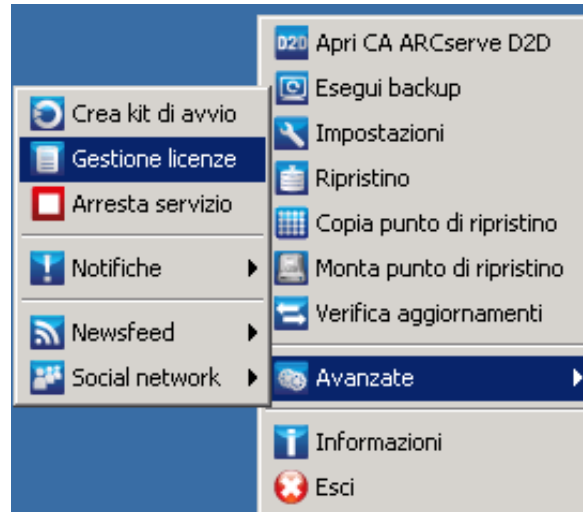 D2D Apri CA ARCserve D2D
Esegui backup
Impostazioni
Ripristino
Copia punto di ripristino
Monta punto di ripristino
Verifica aggiornamenti
Avanzate
Informazioni
Esci
Crea kit di avvio
Gestione licenze
Arresta servizio
Notifiche
Newsfeed
Social network